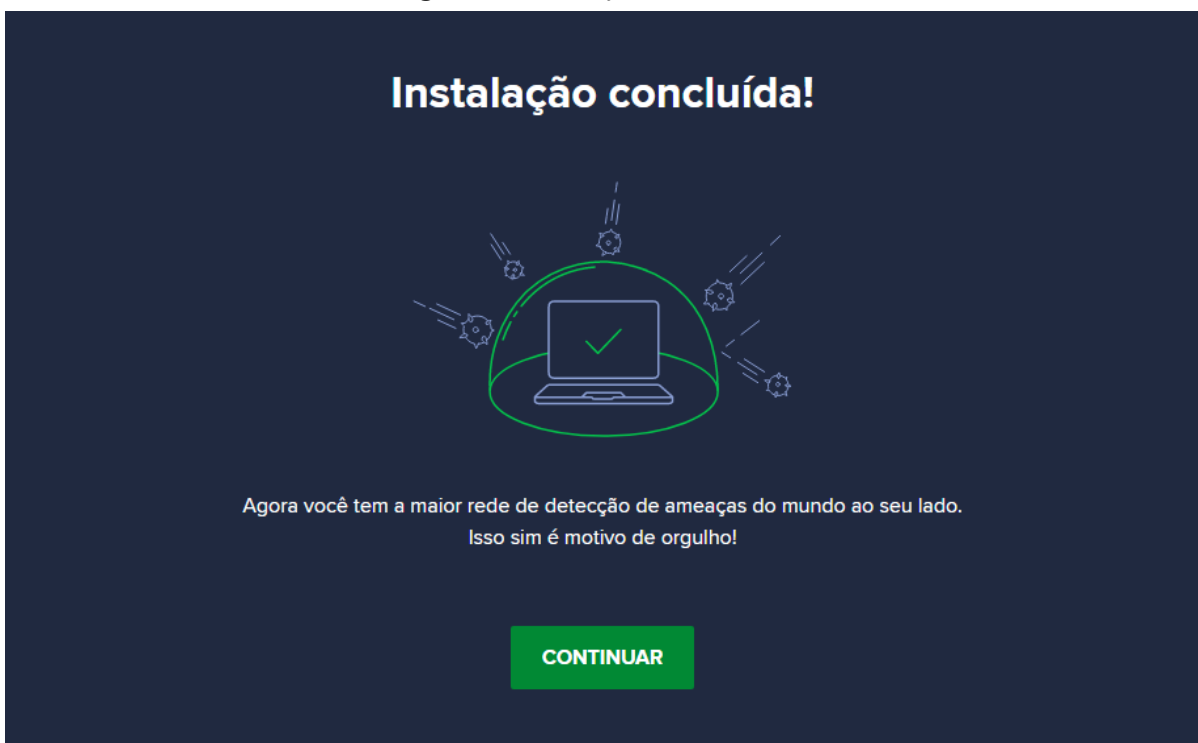 Instalação concluída!
Agora você tem a maior rede de detecção de ameaças do mundo ao seu lado.
Isso sim é motivo de orgulho!
CONTINUAR